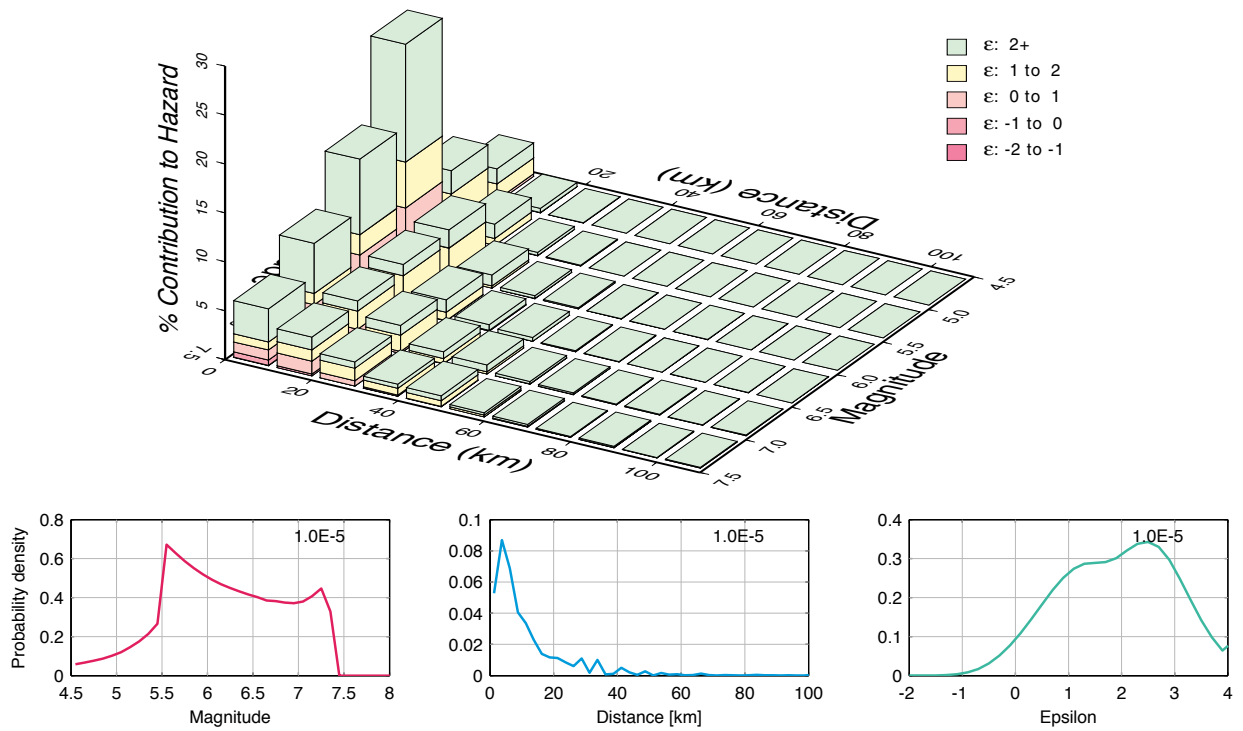 ε: 2+
ε: 1 to 2
ε: 0 to 1
ε: -1 to 0
ε: -2 to -1
% Contribution to Hazard
30
25
20
15
10
5
0
20
40
60
80
100
Distance (km)
20
40
60
80
100
Distance (km)
4.5
5.0
5.5
6.0
6.5
7.0
7.5
Magnitude
7.5
Probability density
0.8
0.6
0.4
0.2
0
1.0E-5
4.5 5 5.5 6 6.5 7 7.5 8
Magnitude
0.1
0.08
0.06
0.04
0.02
0
1.0E-5
0 20 40 60 80 100
Distance [km]
0.4
0.3
0.2
0.1
0
1.0E-5
-2 -1 0 1 2 3 4
Epsilon